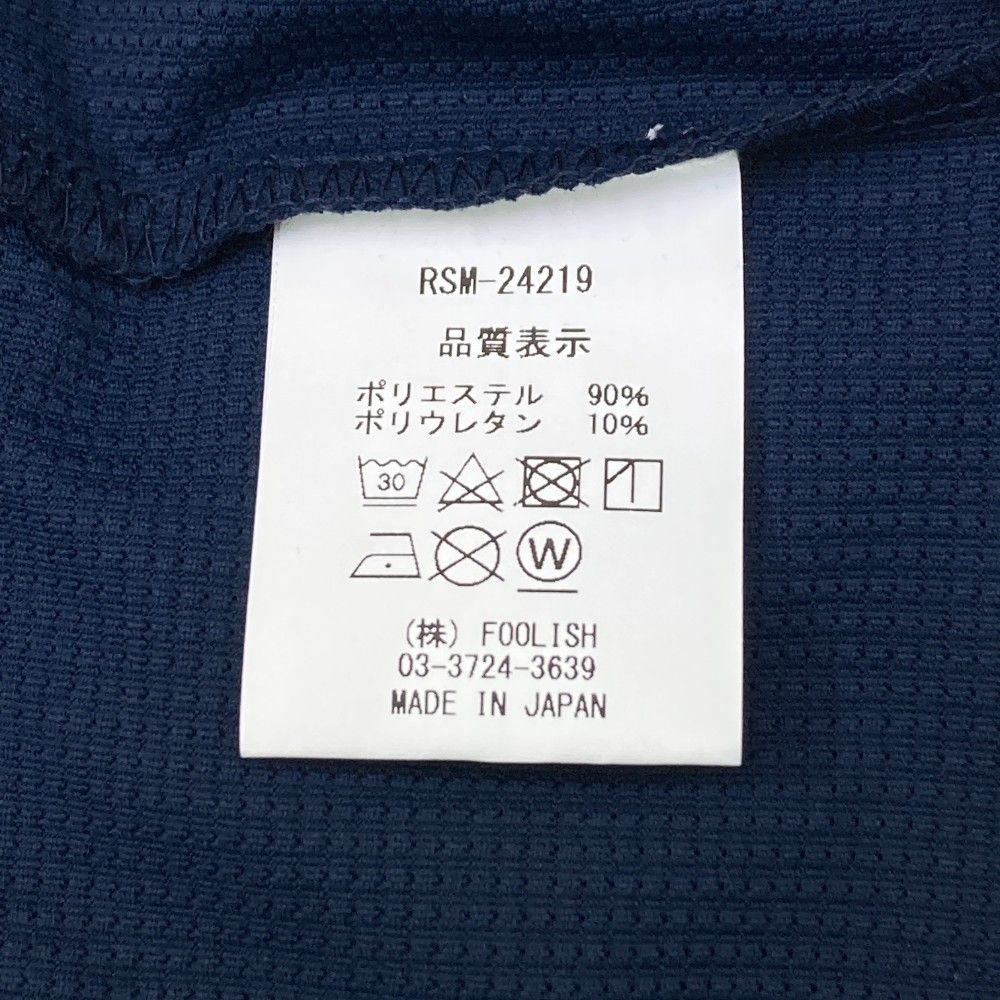 RSM-24219
品質表示
ポリエステル 90%
ポリウレタン 10%
30
W
(株) FOOLISH
03-3724-3639
MADE IN JAPAN